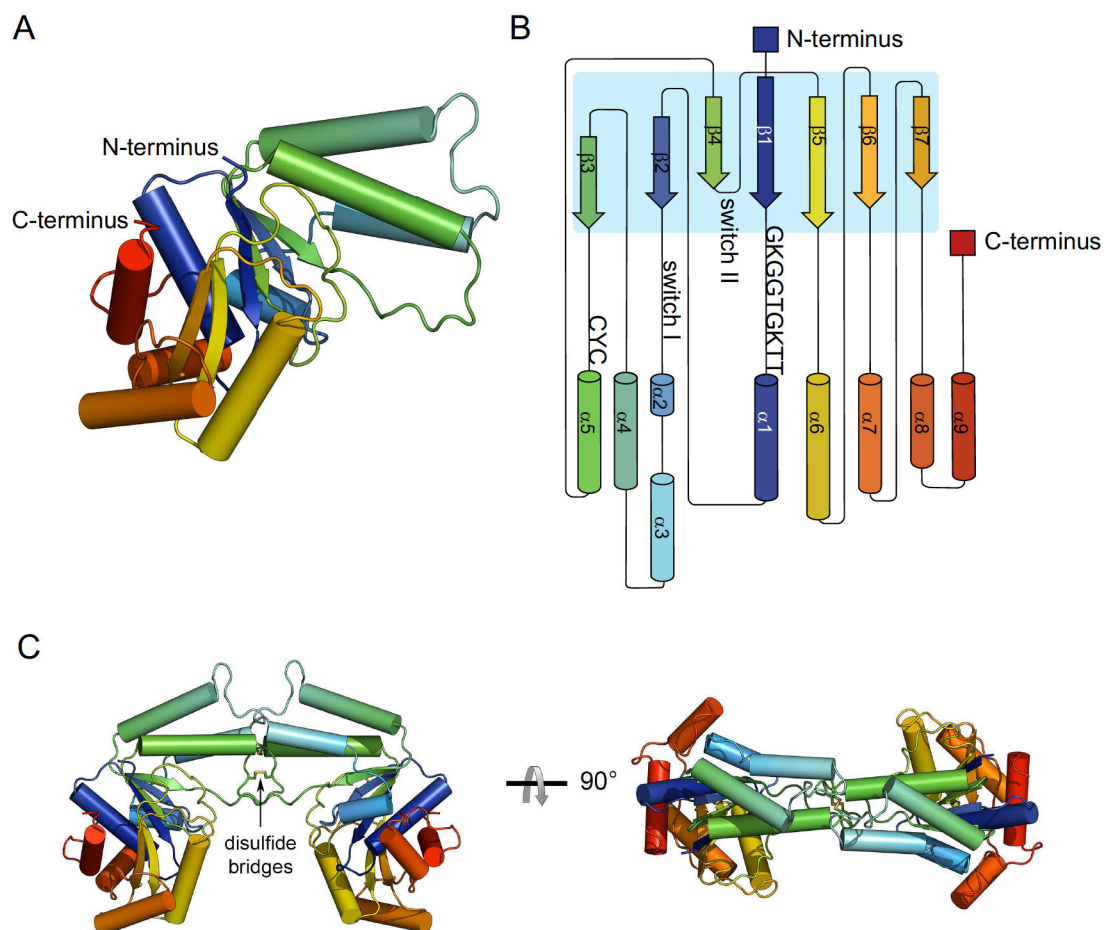 A
N-terminus
C-terminus
B
N-terminus
β3
β2
β4
β1
β5
β6
β7
switch II
switch I
GKGGTGKTT
CYC
C-terminus
α5
α4
α2
α3
α1
α6
α7
α8
α9
C
disulfide
bridges
90°